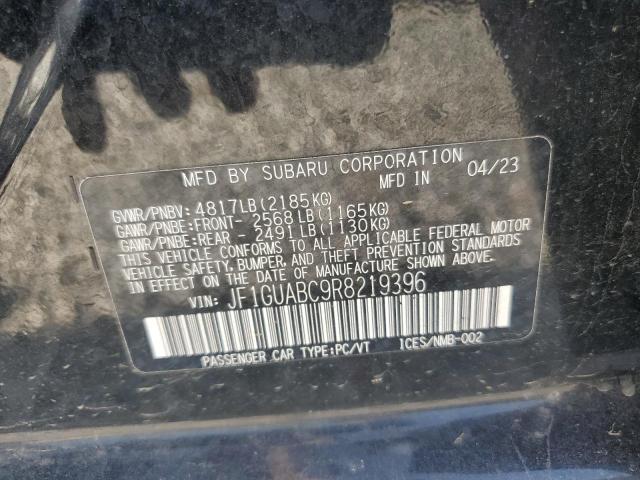 MFD BY SUBARU CORPORATION
MFD IN 04/23
GVWR/PNBV: 4817LB(2185KG)
GAWR/PNBE:FRONT- 2568LB(1165KG)
GAWR/PNBE:REAR - 2491LB(1130KG)
THIS VEHICLE CONFORMS TO ALL APPLICABLE FEDERAL MOTOR
VEHICLE SAFETY, BUMPER, AND THEFT PREVENTION STANDARDS
IN EFFECT ON THE DATE OF MANUFACTURE SHOWN ABOVE.
VIN: JF1GUABC9R8219396
PASSENGER CAR TYPE:PC/VT ICES/NMB-002